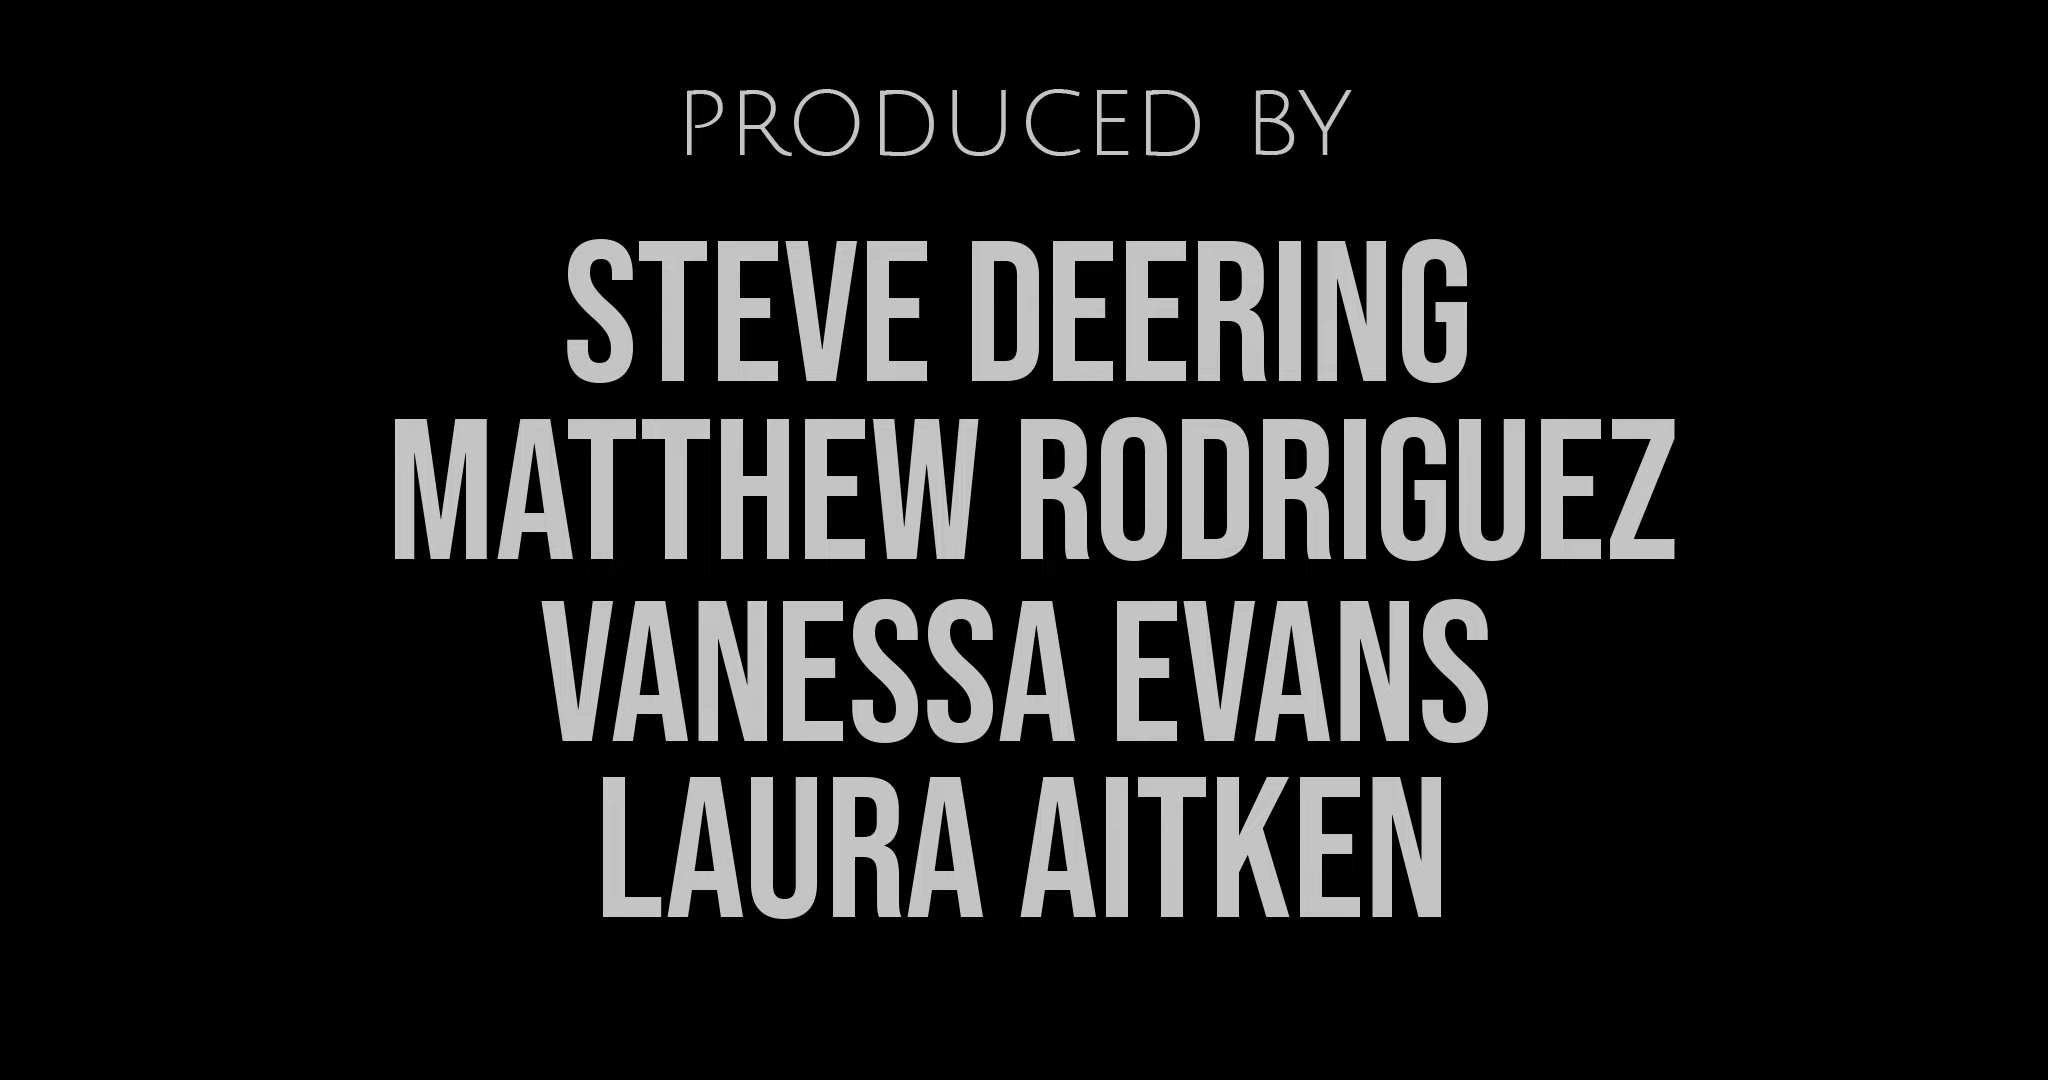 PRODUCED BY
STEVE DEERING
MATTHEW RODRIGUEZ
VANESSA EVANS
LAURA AITKEN